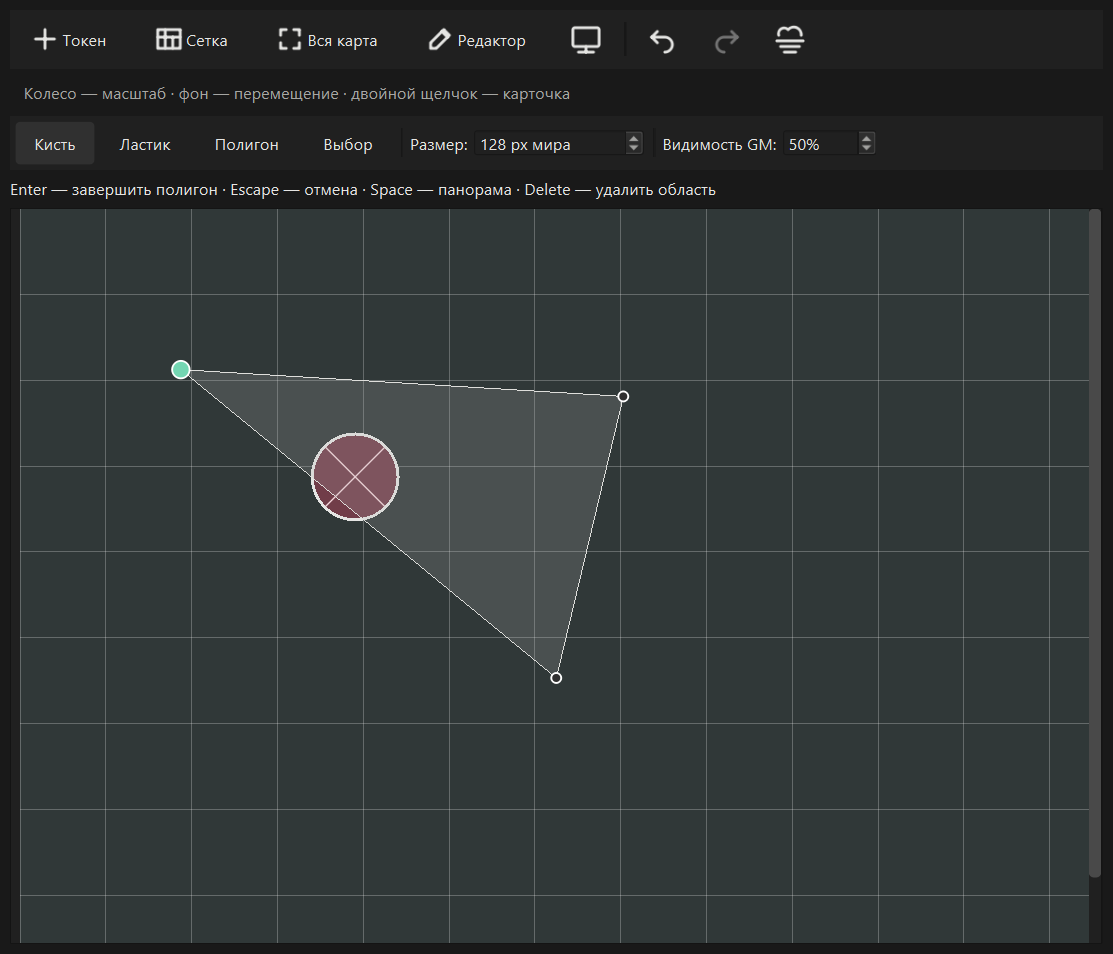 Токен Сетка Вся карта Редактор
Колесо — масштаб · фон — перемещение · двойной щелчок — карточка
Кисть Ластик Полигон Выбор Размер: 128 px мира Видимость GM: 50%
Enter — завершить полигон · Escape — отмена · Space — панорама · Delete — удалить область